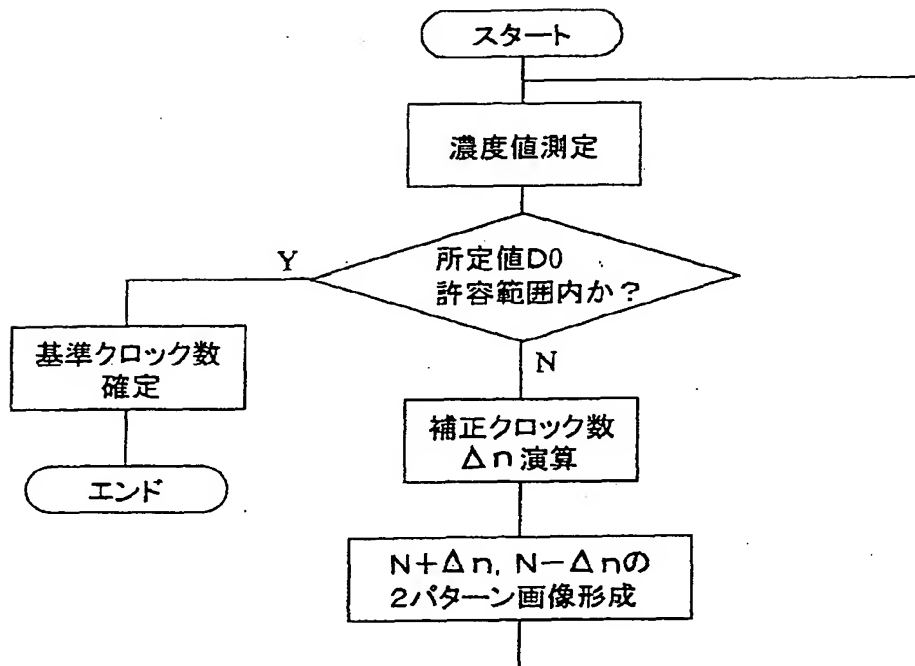 スタート
濃度値測定
所定値D0
許容範囲内か?
Y
N
基準クロック数
確定
エンド
補正クロック数
Δn演算
N+Δn, N−Δnの
2パターン画像形成